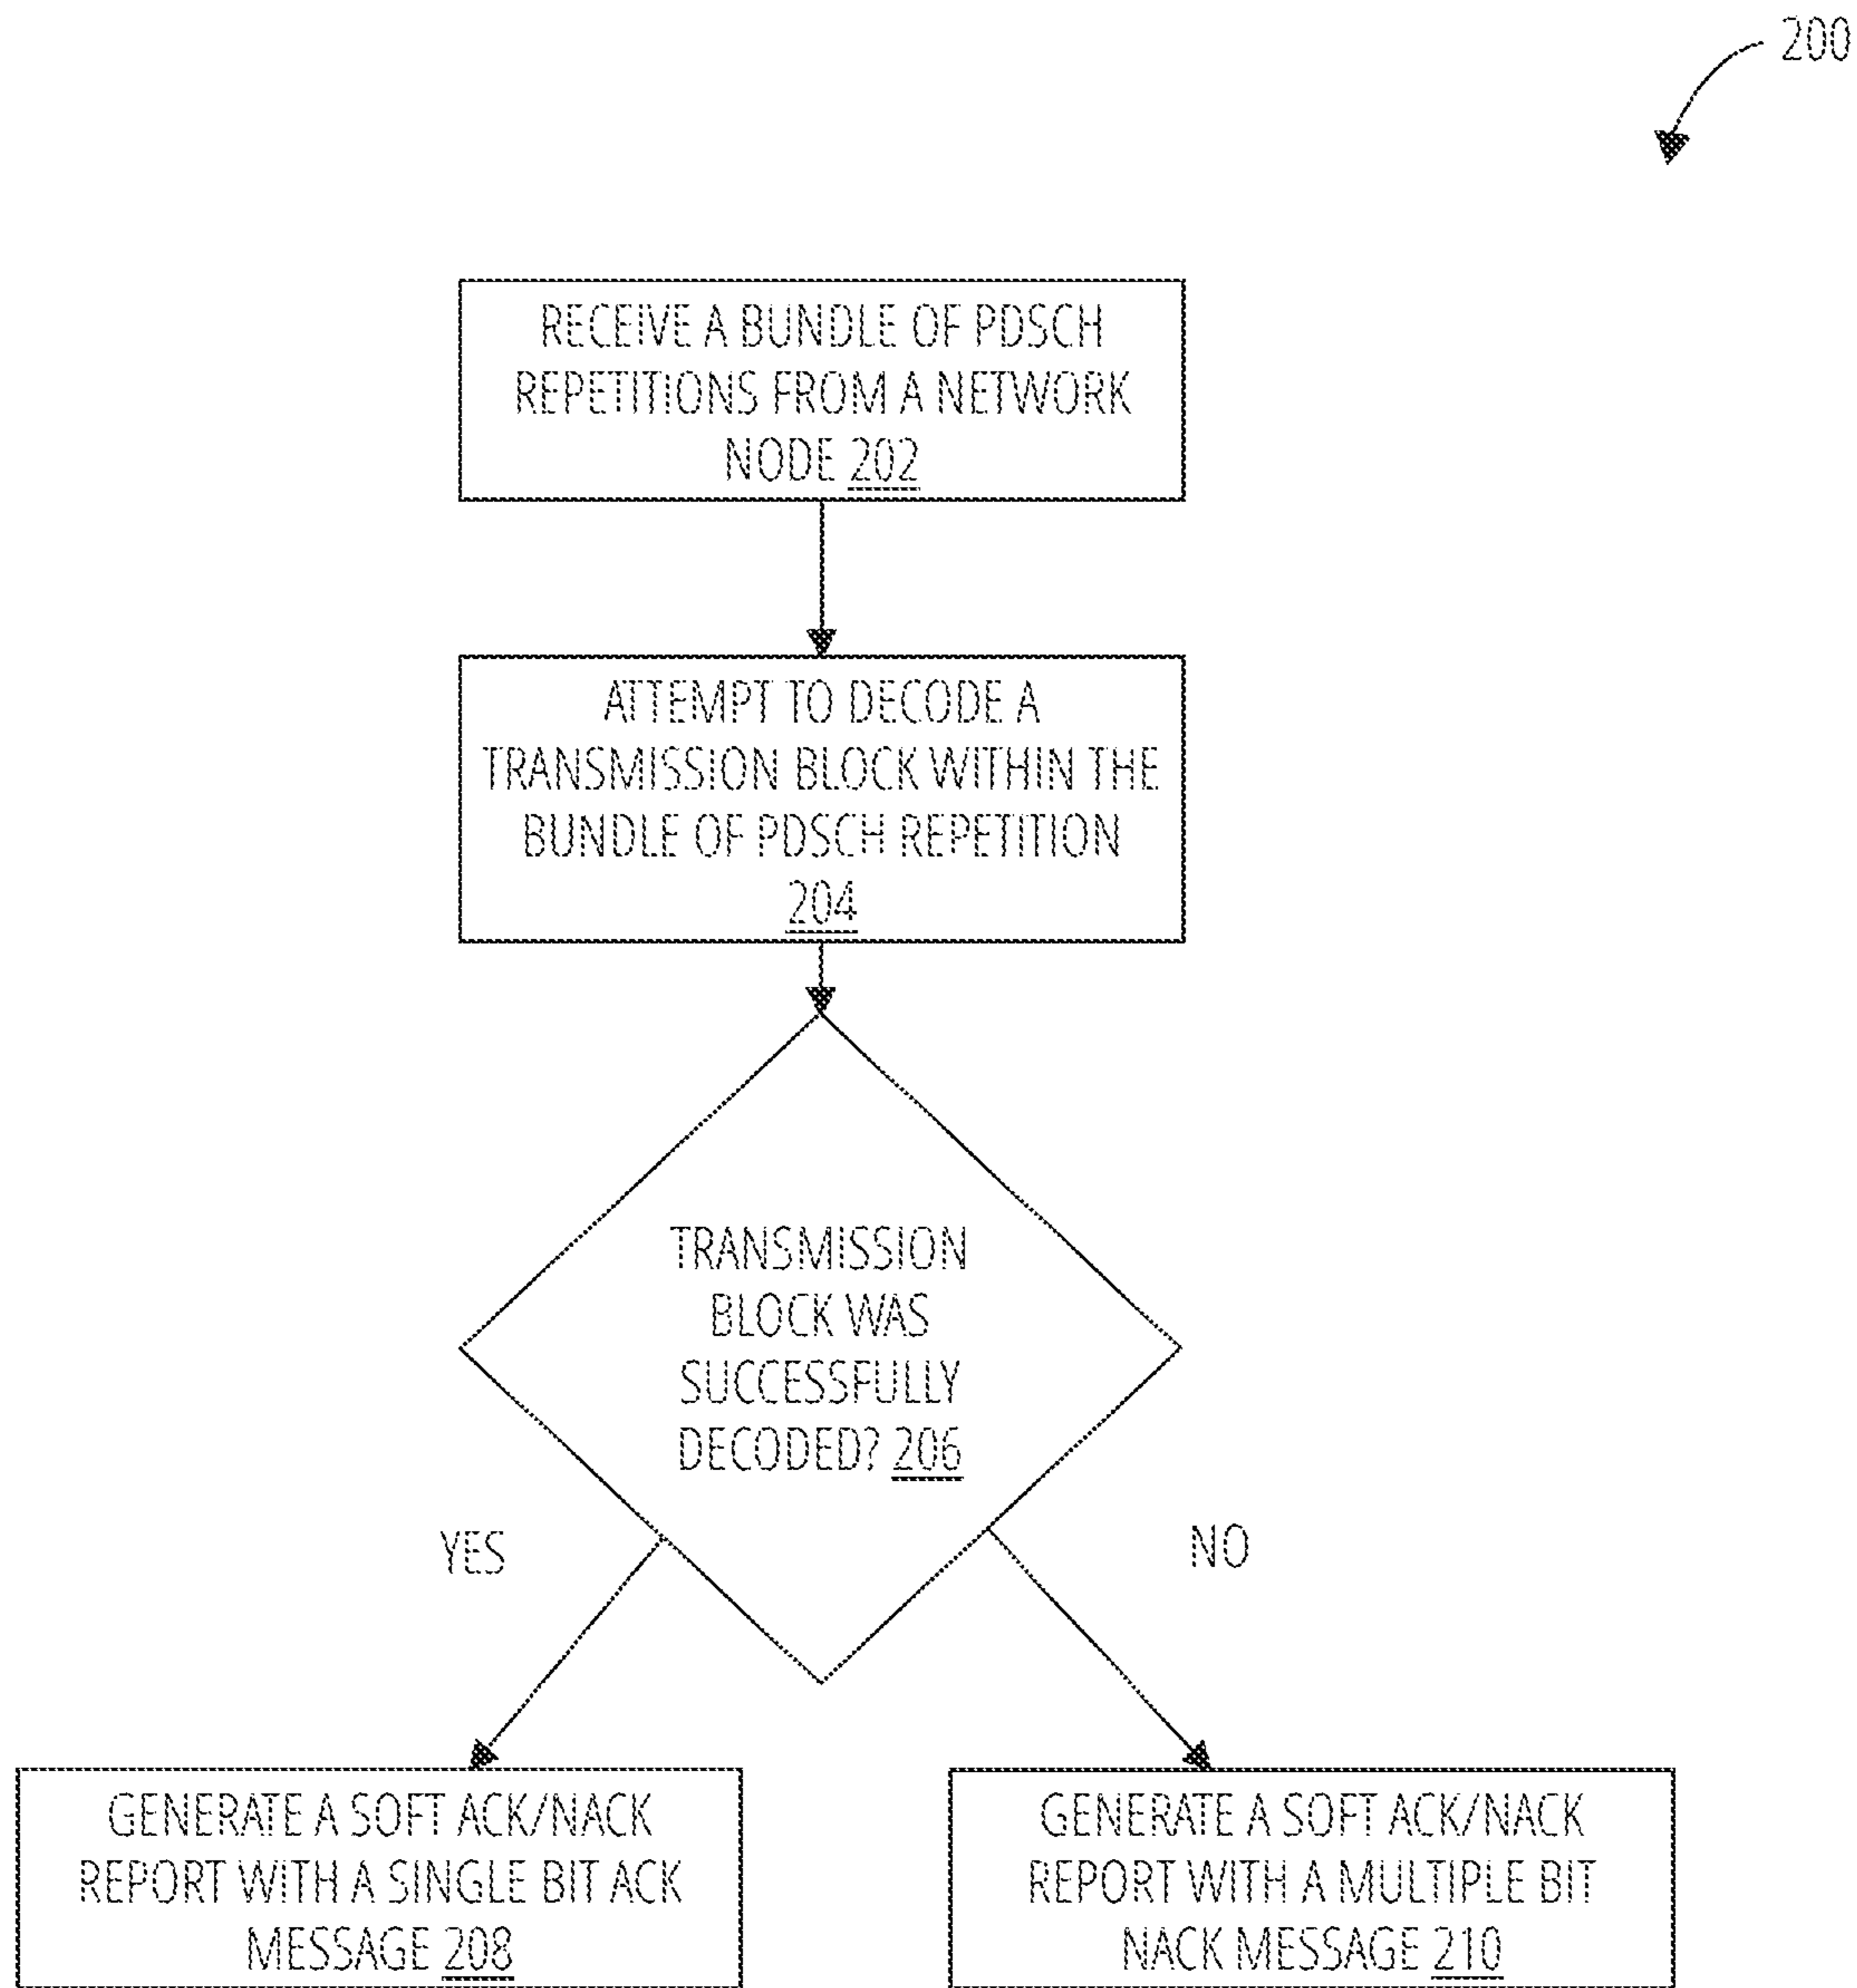 200
RECEIVE A BUNDLE OF PDSCH
REPETITIONS FROM A NETWORK
NODE 202
ATTEMPT TO DECODE A
TRANSMISSION BLOCK WITHIN THE
BUNDLE OF PDSCH REPETITION
204
TRANSMISSION
BLOCK WAS
SUCCESSFULLY
DECODED? 206
YES
NO
GENERATE A SOFT ACK/NACK
REPORT WITH A SINGLE BIT ACK
MESSAGE 208
GENERATE A SOFT ACK/NACK
REPORT WITH A MULTIPLE BIT
NACK MESSAGE 210